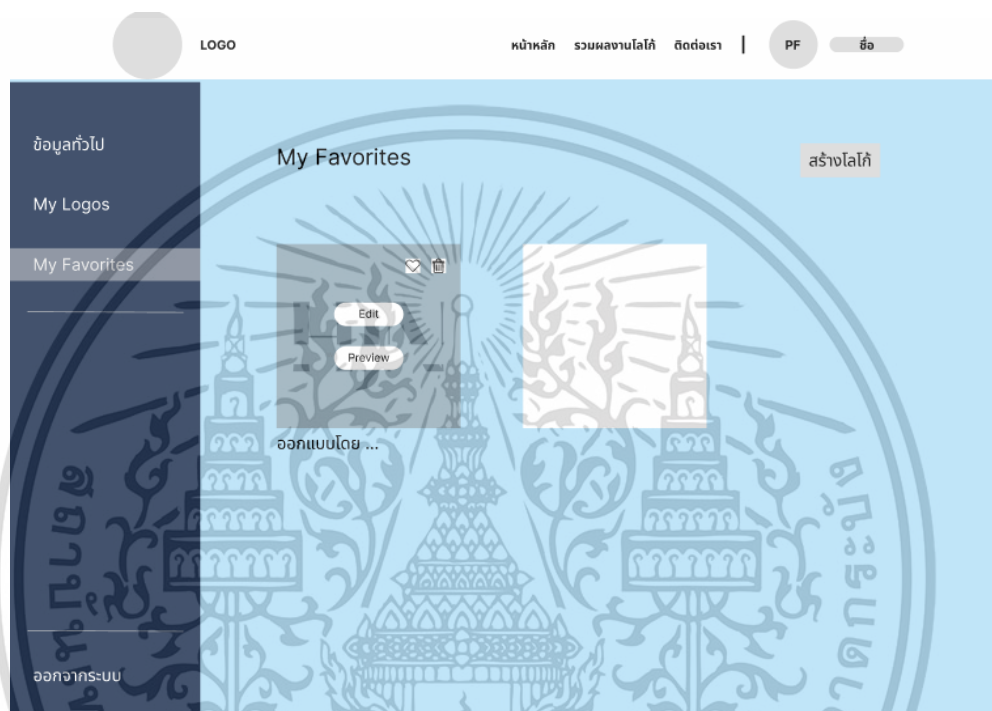 LOGO
หน้าหลัก รวมผลงานโลโก้ ติดต่อเรา | PF ชื่อ
ข้อมูลทั่วไป
My Favorites
สร้างโลโก้
My Logos
My Favorites
Edit
Preview
ออกแบบโดย ...
ออกจากระบบ